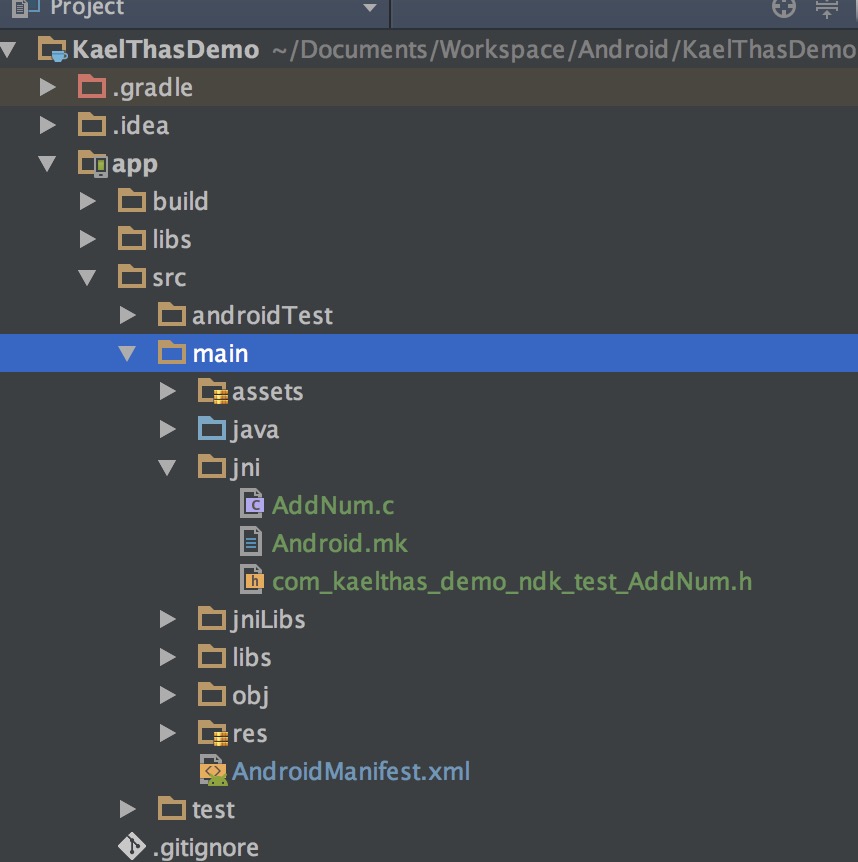 Project
KaelThasDemo ~/Documents/Workspace/Android/KaelThasDemo
.gradle
.idea
app
build
libs
src
androidTest
main
assets
java
jni
AddNum.c
Android.mk
com_kaelthas_demo_ndk_test_AddNum.h
jniLibs
libs
obj
res
AndroidManifest.xml
test
.gitignore